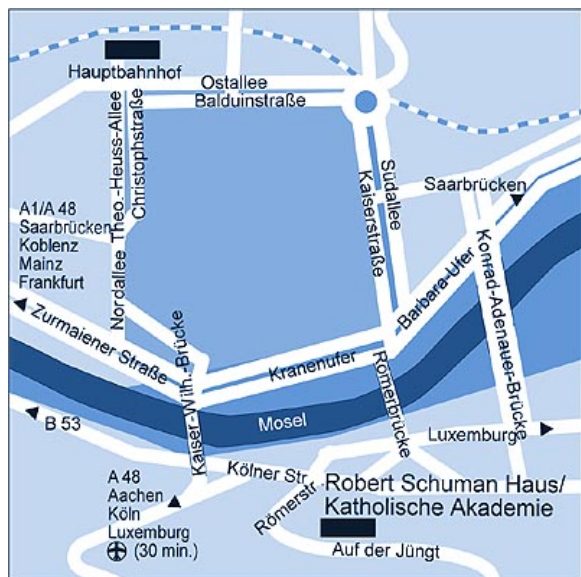 Hauptbahnhof
Ostallee
Balduinstraße
Nordallee Theo.-Heuss-Allee
Christophstraße
Südallee
Kaiserstraße
Saarbrücken
A1/A 48
Saarbrücken
Koblenz
Mainz
Frankfurt
Zurmaiener Straße
Kaiser-Wilh.-Brücke
Kranenufer
Barbara-Ufer
Konrad-Adenauer-Brücke
Römerbrücke
Mosel
B 53
Luxemburg
Kölner Str.
Römerstr.
A 48
Aachen
Köln
Luxemburg
(30 min.)
Robert Schuman Haus/
Katholische Akademie
Auf der Jüngt